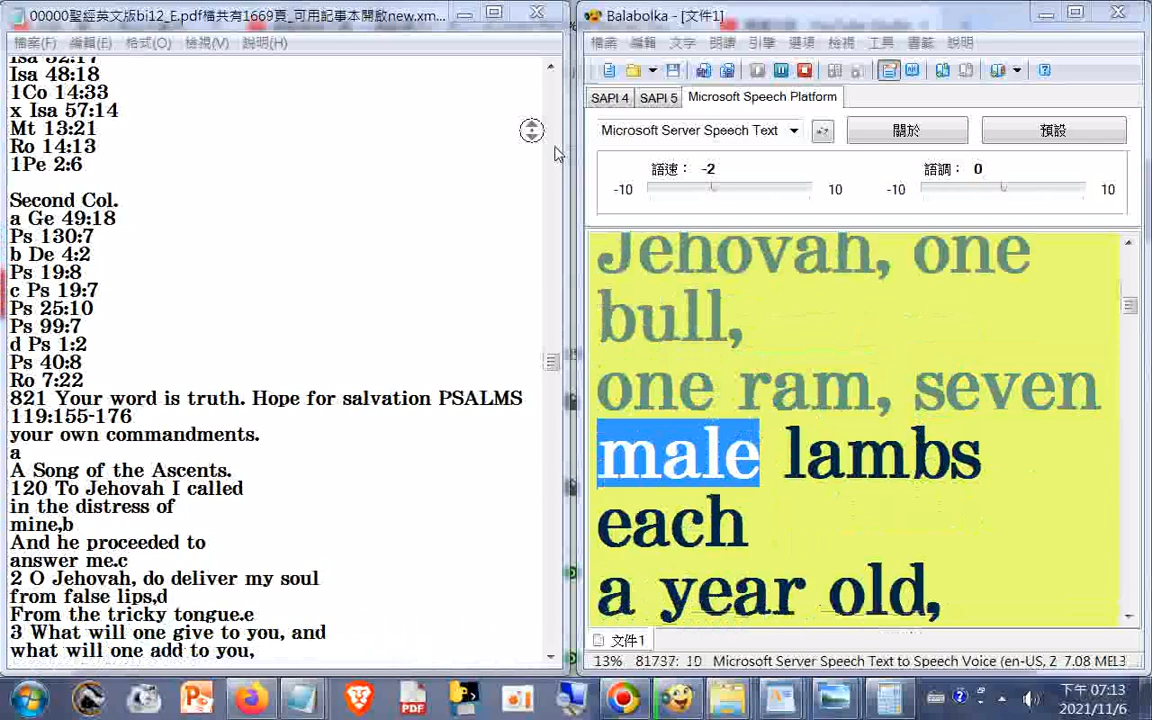 00000聖經英文版bi12_E.pdf檔共有1669頁_可用記事本開啟new.xm...
檔案(F) 編輯(E) 格式(O) 檢視(V) 說明(H)
Isa 32:17
Isa 48:18
1Co 14:33
x Isa 57:14
Mt 13:21
Ro 14:13
1Pe 2:6
Second Col.
a Ge 49:18
Ps 130:7
b De 4:2
Ps 19:8
c Ps 19:7
Ps 25:10
Ps 99:7
d Ps 1:2
Ps 40:8
Ro 7:22
821 Your word is truth. Hope for salvation PSALMS
119:155-176
your own commandments.
a
A Song of the Ascents.
120 To Jehovah I called
in the distress of
mine,b
And he proceeded to
answer me.c
2 O Jehovah, do deliver my soul
from false lips,d
From the tricky tongue.e
3 What will one give to you, and
what will one add to you,
Balabolka - [文件1]
檔案 編輯 文字 朗讀 引擎 選項 檢視 工具 書籤 說明
SAPI 4 SAPI 5 Microsoft Speech Platform
Microsoft Server Speech Text 關於 預設
語速： -2 語調： 0
-10 10 -10 10
Jehovah, one
bull,
one ram, seven
male lambs
each
a year old,
文件1
13% 81737: 10 Microsoft Server Speech Text to Speech Voice (en-US, 2 7.08 ME13
PDF
下午 07:13
2021/11/6